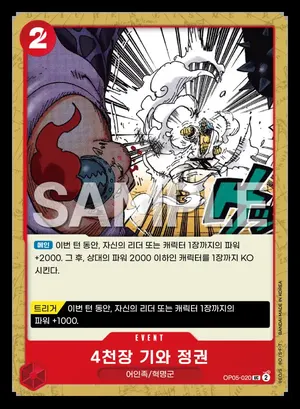 2
SAMPLE
메인 이번 턴 동안, 자신의 리더 또는 캐릭터 1장까지의 파워
+2000. 그 후, 상대의 파워 2000 이하인 캐릭터를 1장까지 KO
시킨다.
트리거 이번 턴 동안, 자신의 리더 또는 캐릭터 1장까지의
파워 +1000.
EVENT
4천장 기와 정권
어인족/혁명군
OP05-020 UC 2